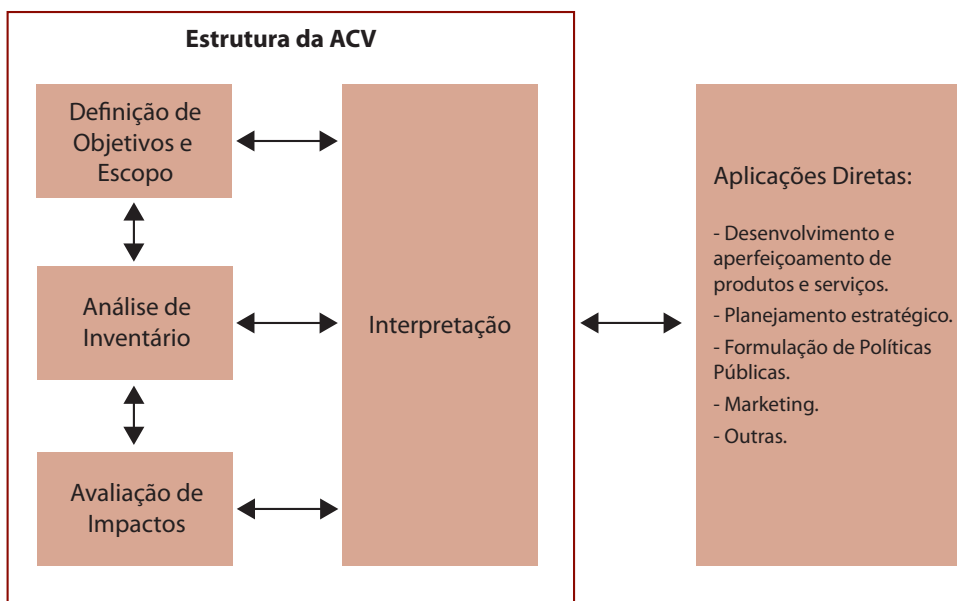 Estrutura da ACV
Definição de
Objetivos e
Escopo
Análise de
Inventário
Avaliação de
Impactos
Interpretação
Aplicações Diretas:
- Desenvolvimento e
aperfeiçoamento de
produtos e serviços.
- Planejamento estratégico.
- Formulação de Políticas
Públicas.
- Marketing.
- Outras.